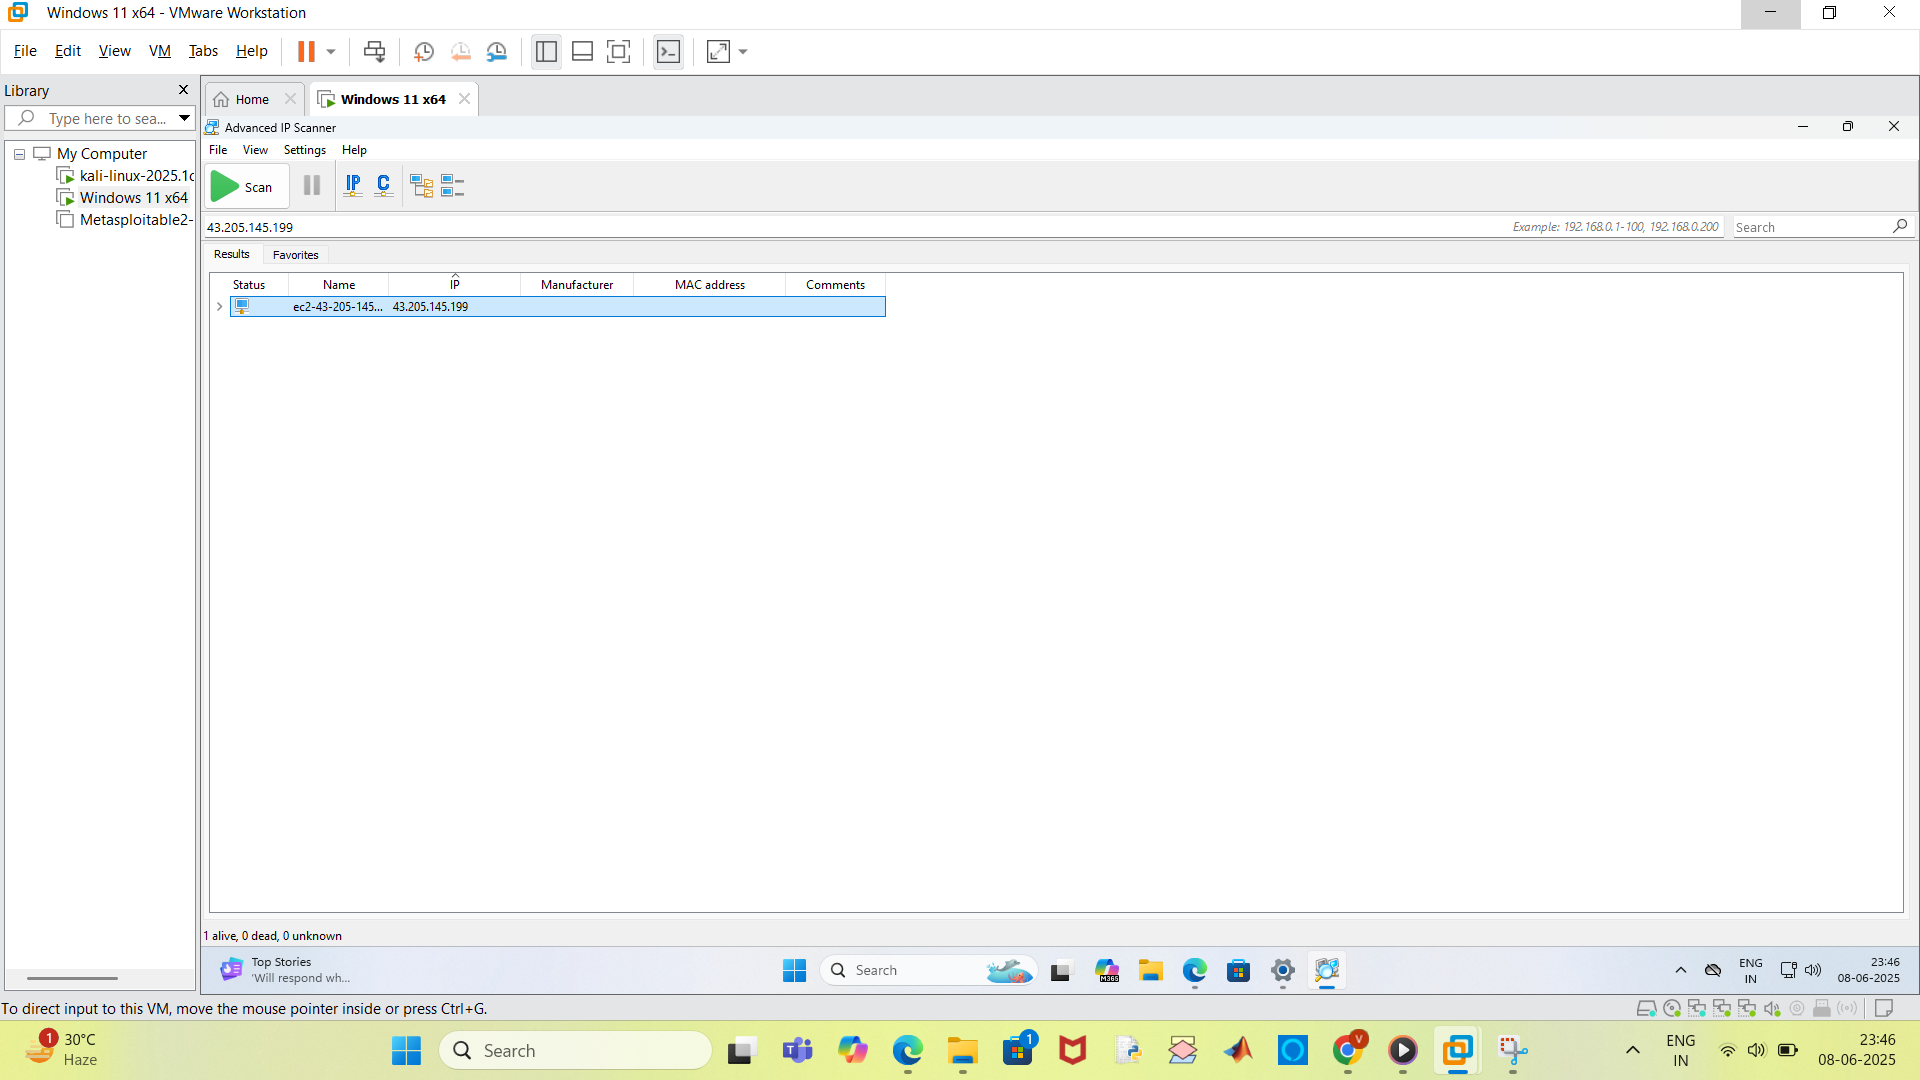 Windows 11 x64 - VMware Workstation
File Edit View VM Tabs Help
Library
Type here to sea...
My Computer
kali-linux-2025.1c
Windows 11 x64
Metasploitable2-
Home
Windows 11 x64
Advanced IP Scanner
File View Settings Help
Scan
IP
C
43.205.145.199
Example: 192.168.0.1-100, 192.168.0.200
Search
Results
Favorites
Status Name IP Manufacturer MAC address Comments
ec2-43-205-145... 43.205.145.199
1 alive, 0 dead, 0 unknown
Top Stories
'Will respond wh...
Search
M365
ENG
IN
23:46
08-06-2025
To direct input to this VM, move the mouse pointer inside or press Ctrl+G.
1
30°C
Haze
Search
1
V
ENG
IN
23:46
08-06-2025